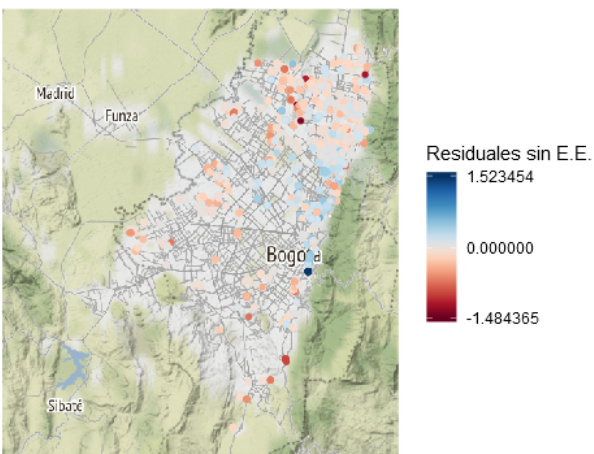 Madrid
Funza
Bogotá
Sibaté
Residuales sin E.E.
1.523454
0.000000
-1.484365